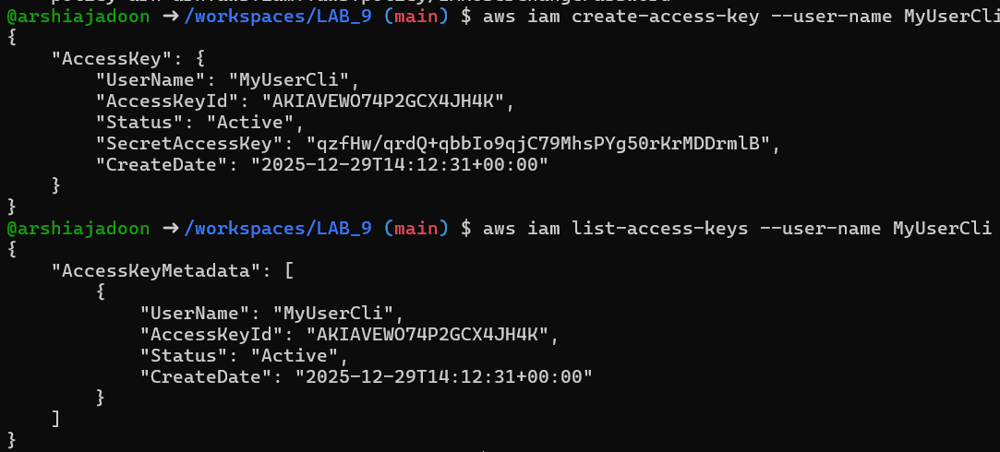 @arshiajadoon ➜ /workspaces/LAB_9 (main) $ aws iam create-access-key --user-name MyUserCli
{
    "AccessKey": {
        "UserName": "MyUserCli",
        "AccessKeyId": "AKIAVEWO74P2GCX4JH4K",
        "Status": "Active",
        "SecretAccessKey": "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",
        "CreateDate": "2025-12-29T14:12:31+00:00"
    }
}
@arshiajadoon ➜ /workspaces/LAB_9 (main) $ aws iam list-access-keys --user-name MyUserCli
{
    "AccessKeyMetadata": [
        {
            "UserName": "MyUserCli",
            "AccessKeyId": "AKIAVEWO74P2GCX4JH4K",
            "Status": "Active",
            "CreateDate": "2025-12-29T14:12:31+00:00"
        }
    ]
}